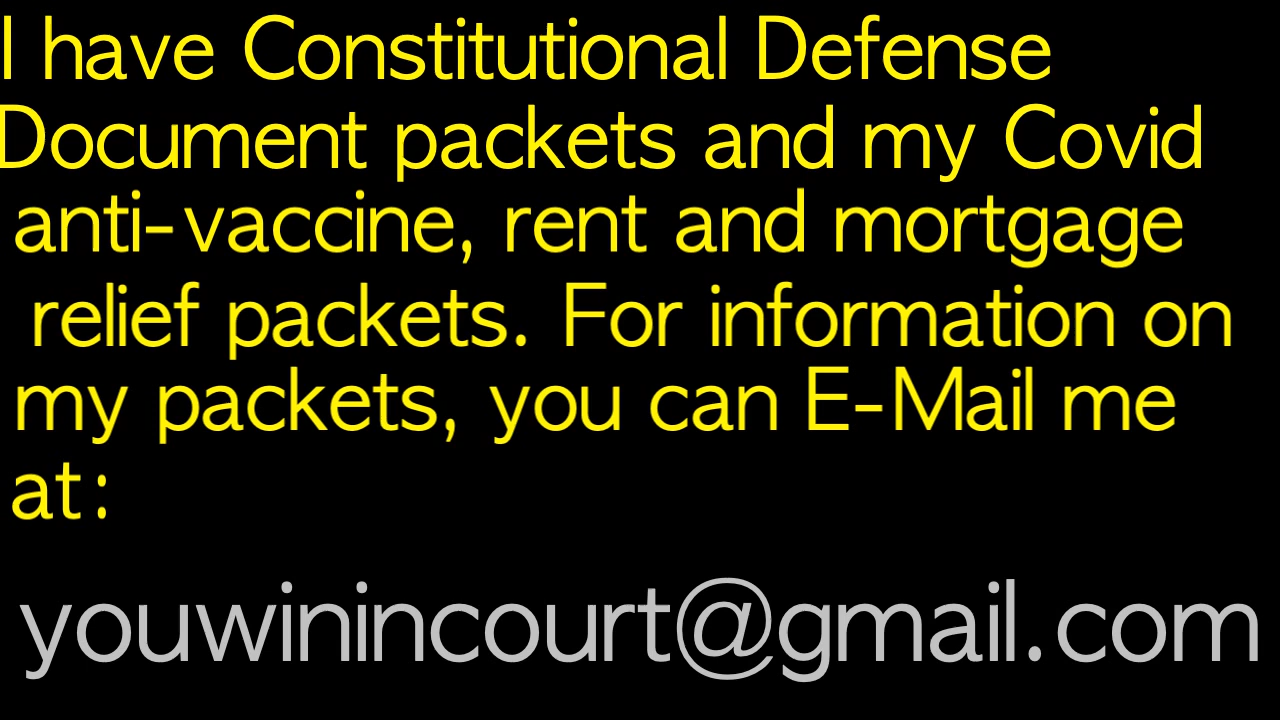 I have Constitutional Defense
Document packets and my Covid
anti-vaccine, rent and mortgage
relief packets. For information on
my packets, you can E-Mail me
at:
youwinincourt@gmail.com